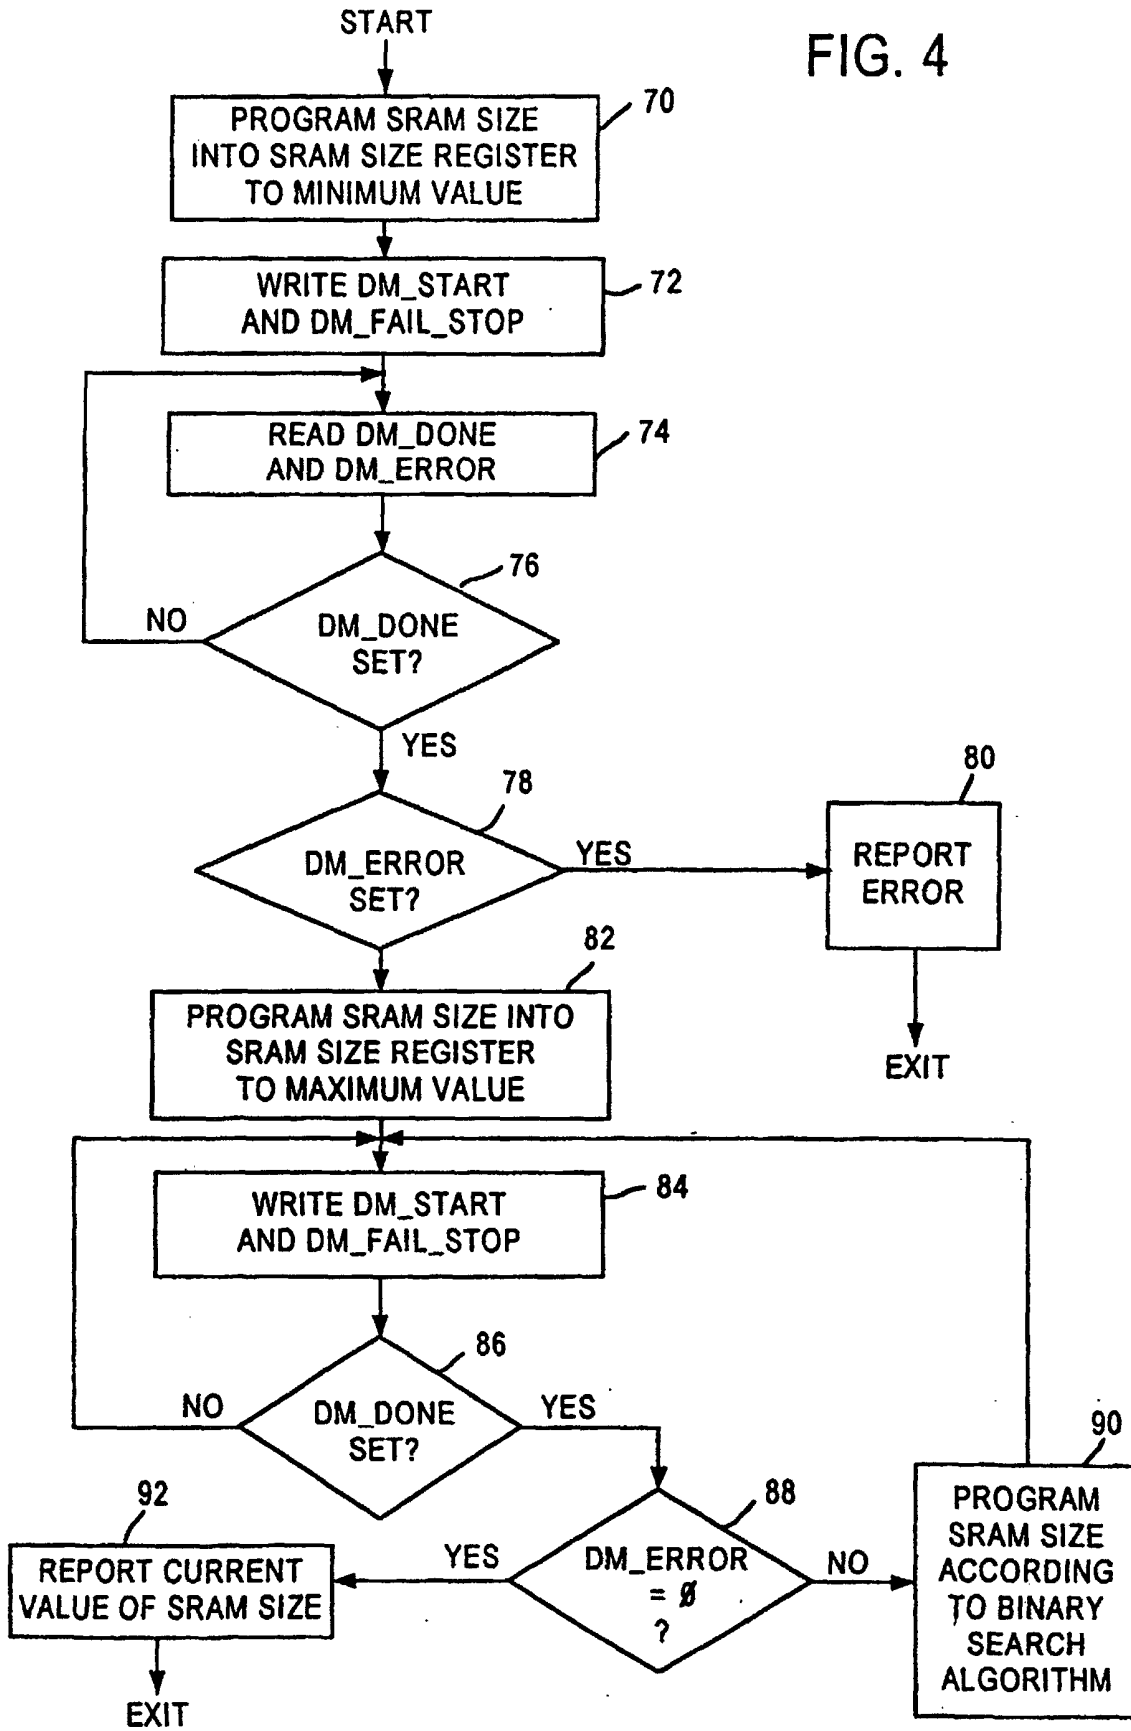 START
FIG. 4
PROGRAM SRAM SIZE
INTO SRAM SIZE REGISTER
TO MINIMUM VALUE
70
WRITE DM_START
AND DM_FAIL_STOP
72
READ DM_DONE
AND DM_ERROR
74
DM_DONE
SET?
76
NO
YES
DM_ERROR
SET?
78
YES
REPORT
ERROR
80
EXIT
PROGRAM SRAM SIZE INTO
SRAM SIZE REGISTER
TO MAXIMUM VALUE
82
WRITE DM_START
AND DM_FAIL_STOP
84
DM_DONE
SET?
86
NO
YES
DM_ERROR
= Ø
?
88
YES
NO
PROGRAM
SRAM SIZE
ACCORDING
TO BINARY
SEARCH
ALGORITHM
90
REPORT CURRENT
VALUE OF SRAM SIZE
92
EXIT